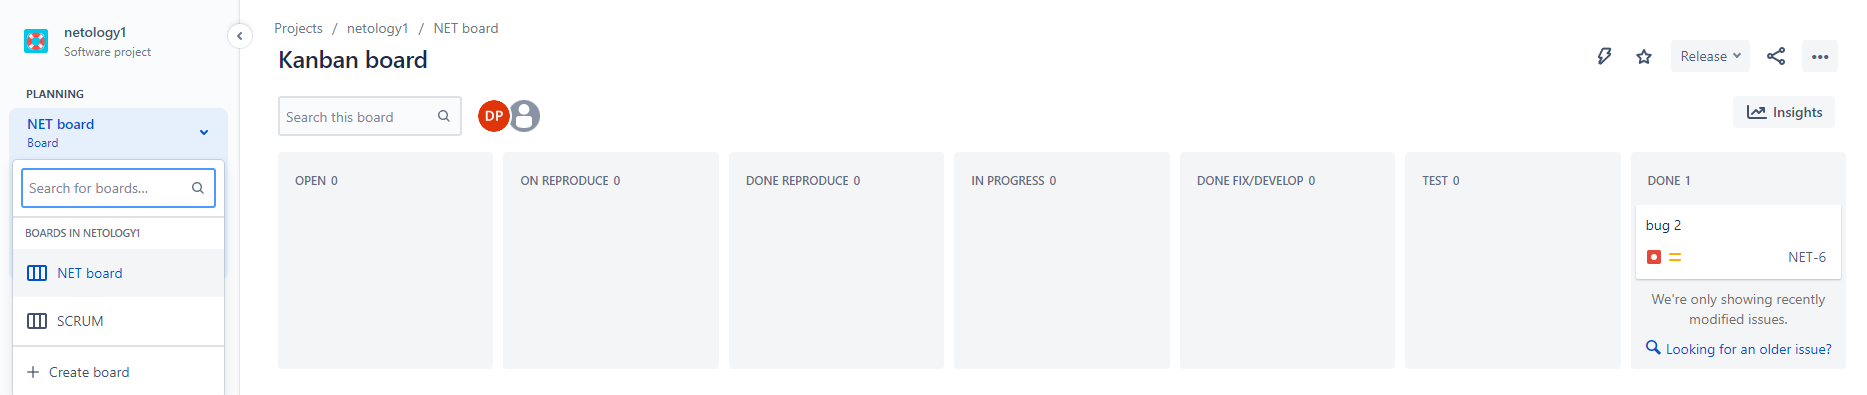 netology1
Software project
PLANNING
NET board
Board
Search for boards...
BOARDS IN NETOLOGY1
NET board
SCRUM
Create board
Projects / netology1 / NET board
Kanban board
Release
Search this board
DP
Insights
OPEN 0
ON REPRODUCE 0
DONE REPRODUCE 0
IN PROGRESS 0
DONE FIX/DEVELOP 0
TEST 0
DONE 1
bug 2
NET-6
We're only showing recently
modified issues.
Looking for an older issue?